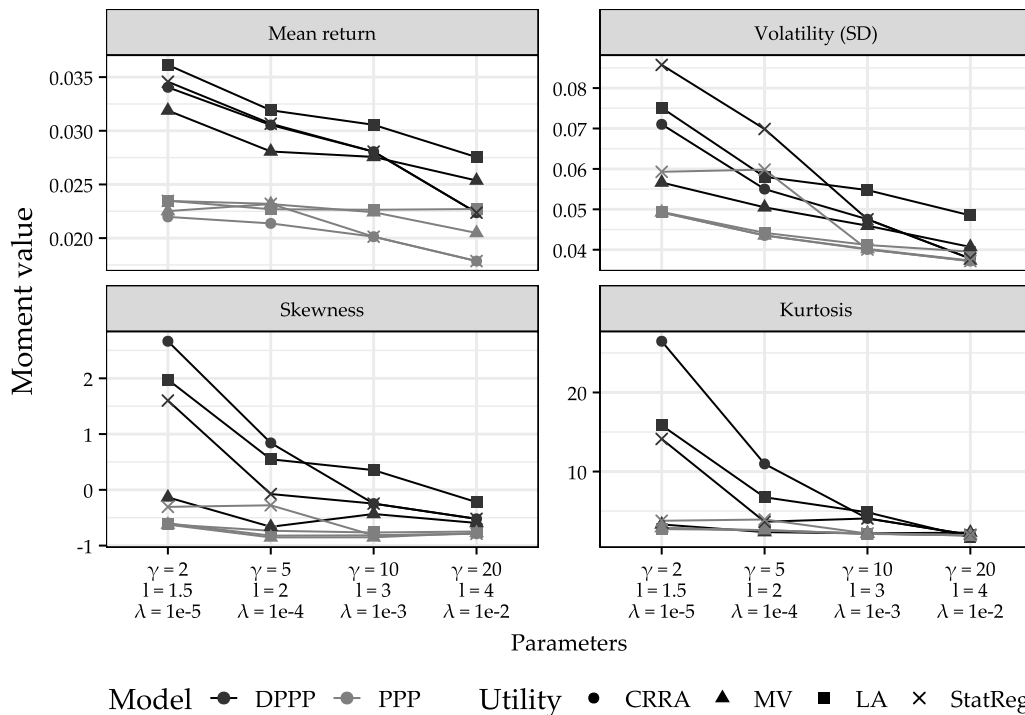 Mean return
Volatility (SD)
0.035
0.030
0.025
0.020
0.08
0.07
0.06
0.05
0.04
Moment value
Skewness
Kurtosis
2
1
0
-1
20
10
γ = 2
l = 1.5
λ = 1e-5
γ = 5
l = 2
λ = 1e-4
γ = 10
l = 3
λ = 1e-3
γ = 20
l = 4
λ = 1e-2
γ = 2
l = 1.5
λ = 1e-5
γ = 5
l = 2
λ = 1e-4
γ = 10
l = 3
λ = 1e-3
γ = 20
l = 4
λ = 1e-2
Parameters
Model DPPP PPP Utility CRRA MV LA StatReg